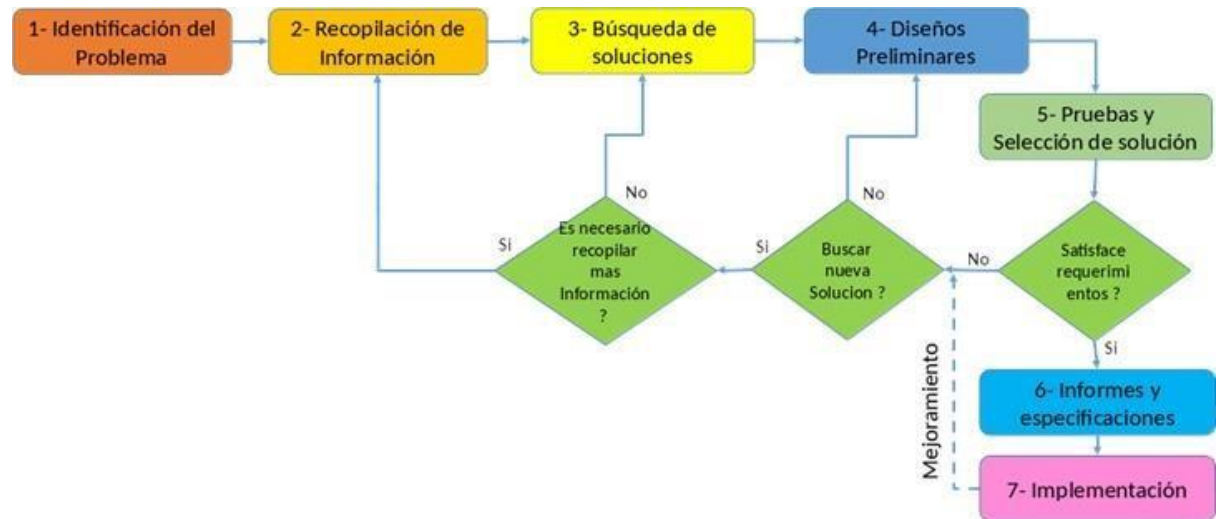 1- Identificación del
Problema
2- Recopilación de
Información
3- Búsqueda de
soluciones
4- Diseños
Preliminares
5- Pruebas y
Selección de solución
No
No
Si
Es necesario
recopilar
mas
Información
?
Si
Buscar
nueva
Solucion ?
No
Satisface
requerimi
entos ?
Si
Mejoramiento
6- Informes y
especificaciones
7- Implementación